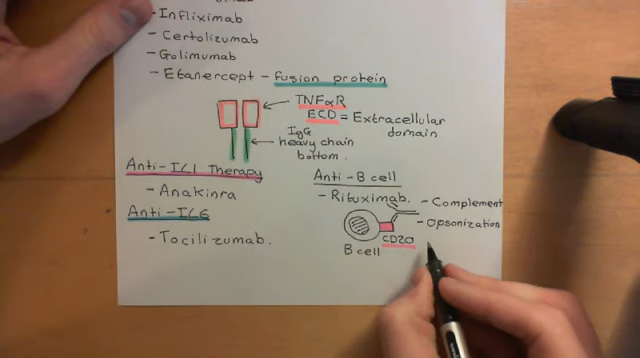 - Infliximab
- Certolizumab
- Golimumab
- Etanercept - fusion protein
TNFαR
ECD = Extracellular
domain
IgG
heavy chain
bottom.
Anti-IL1 Therapy
- Anakinra
Anti-IL6
- Tocilizumab.
Anti-B cell
- Rituximab.
- Complement
- Opsonization
CD20
B cell